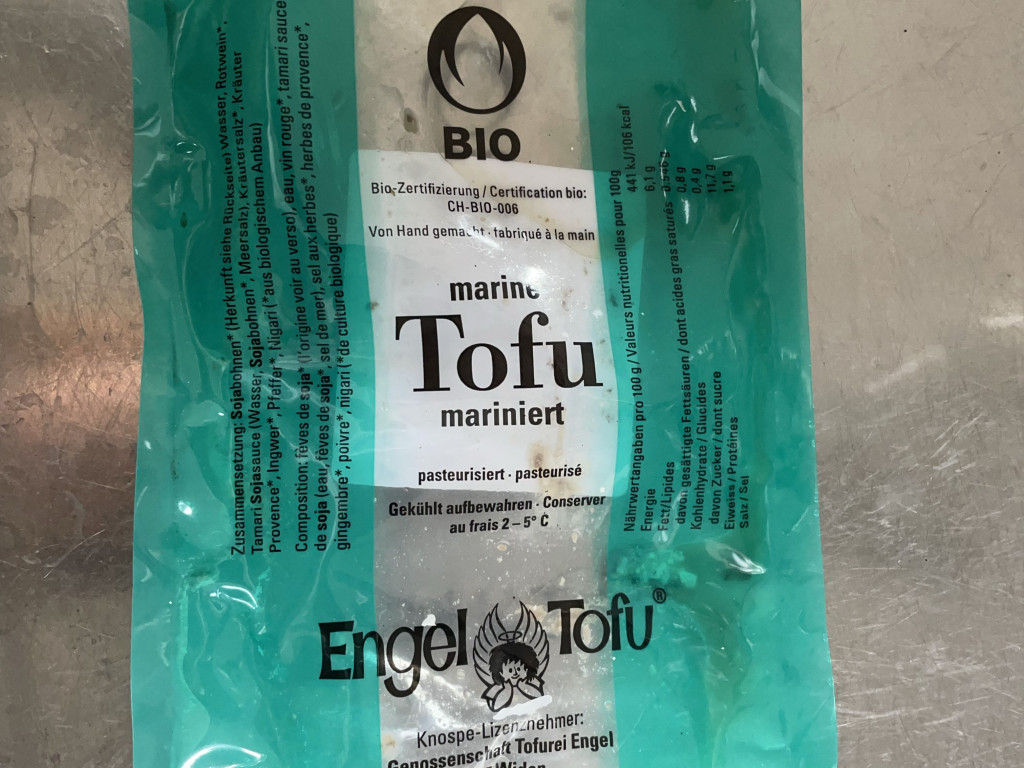 BIO
Bio-Zertifizierung / Certification bio:
CH-BIO-006
Von Hand gemacht · fabriqué à la main
mariné
Tofu
mariniert
pasteurisiert · pasteurisé
Gekühlt aufbewahren · Conserver
au frais 2 – 5° C
Engel Tofu®
Knospe-Lizenznehmer:
Genossenschaft Tofurei Engel
Widen
Zusammensetzung: Sojabohnen* (Herkunft siehe Rückseite) Wasser, Rotwein*,
Tamari Sojasauce (Wasser, Sojabohnen*, Meersalz), Kräutersalz*, Kräuter
Provence*, Ingwer*, Pfeffer*, Nigari (*aus biologischem Anbau)
Composition: fèves de soja* (l'origine voir au verso), eau, vin rouge*, tamari sauce
de soja (eau, fèves de soja*, sel de mer), sel aux herbes*, herbes de provence*,
gingembre*, poivre*, nigari (*de culture biologique)
Nährwertangaben pro 100 g / Valeurs nutritionelles pour 100g
Energie 441 kJ/106 kcal
Fett/Lipides 6,1 g
davon gesättigte Fettsäuren / dont acides gras saturés 0.546 g
Kohlenhydrate / Glucides 0,8 g
davon Zucker / dont sucre 0,4 g
Eiweiss / Protéines 11,7 g
Salz / Sel 1,1 g